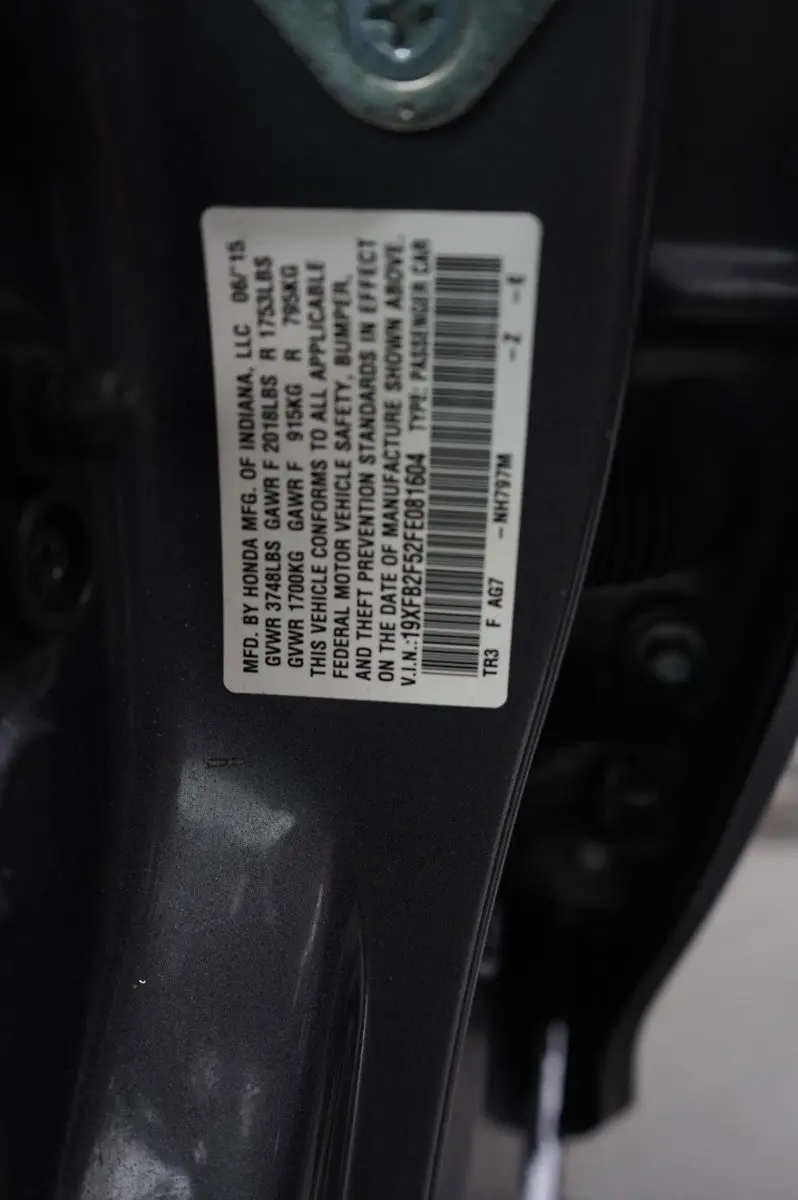 MFD. BY HONDA MFG. OF INDIANA, LLC 06/'15
GVWR 3748LBS GAWR F 2018LBS R 1753LBS
GVWR 1700KG GAWR F 915KG R 795KG
THIS VEHICLE CONFORMS TO ALL APPLICABLE
FEDERAL MOTOR VEHICLE SAFETY, BUMPER,
AND THEFT PREVENTION STANDARDS IN EFFECT
ON THE DATE OF MANUFACTURE SHOWN ABOVE.
V.I.N.:19XFB2F52FE081604 TYPE: PASSENGER CAR
TR3 F AG7 -NH797M -Z -E